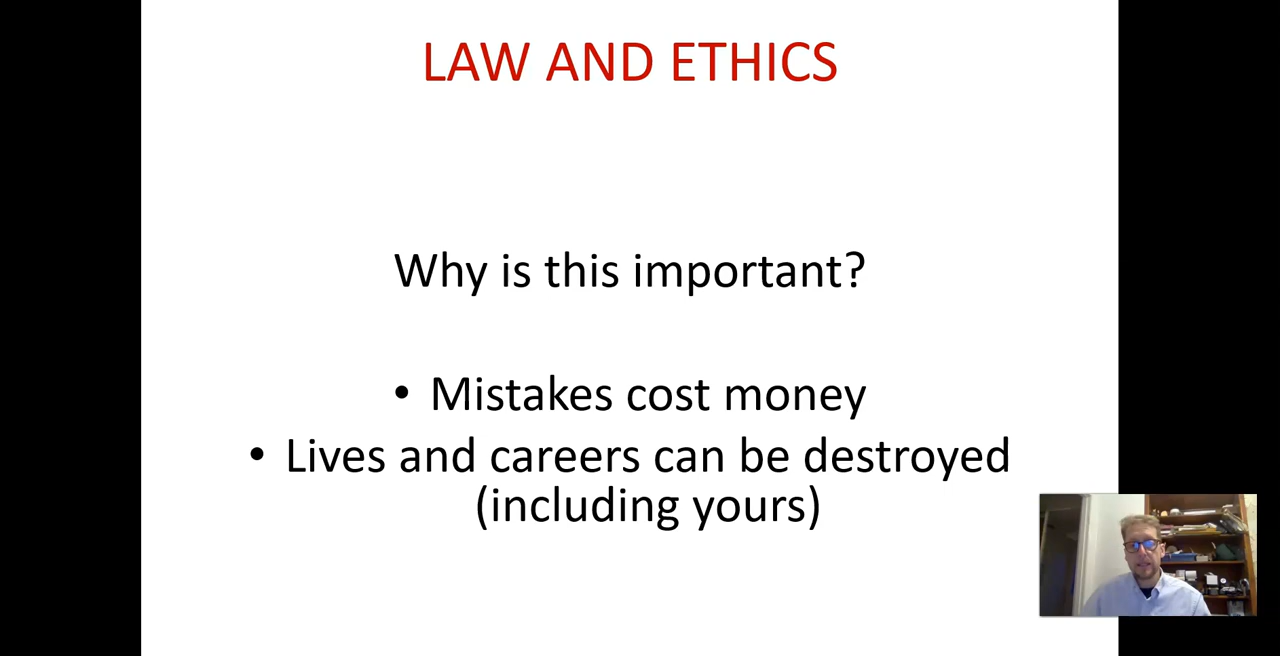 LAW AND ETHICS
Why is this important?
• Mistakes cost money
• Lives and careers can be destroyed
(including yours)